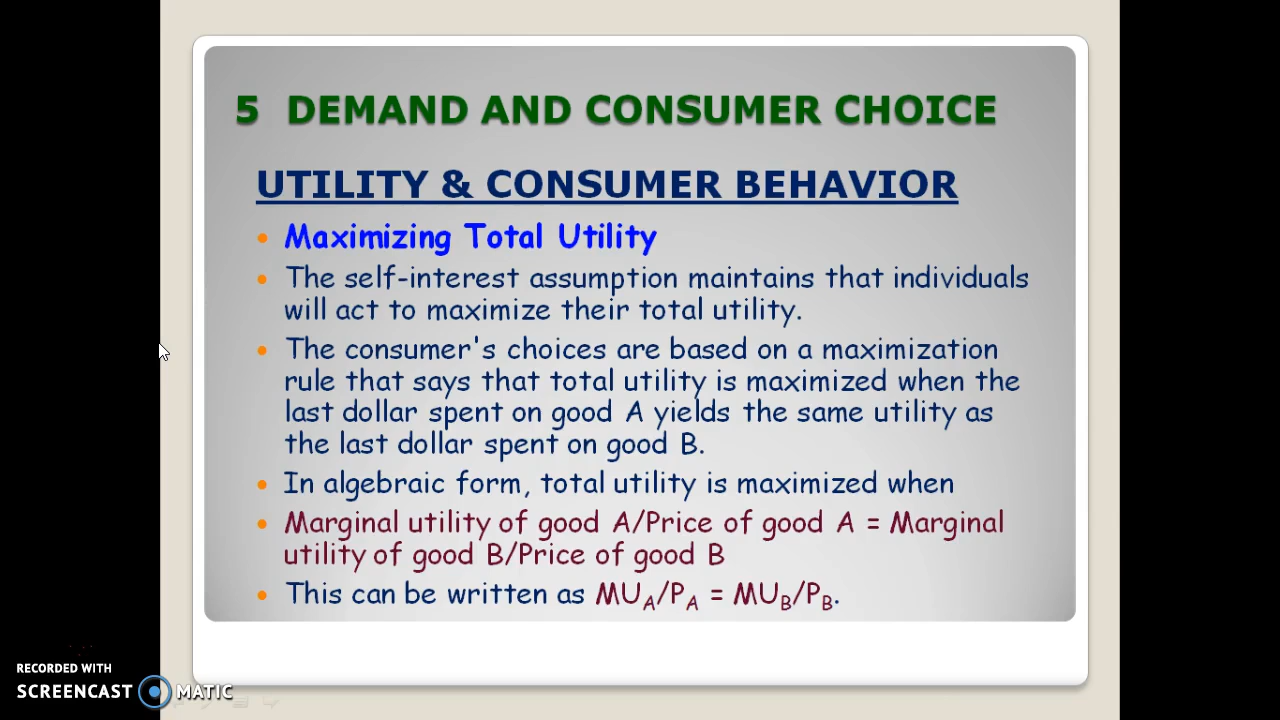 5 DEMAND AND CONSUMER CHOICE
UTILITY & CONSUMER BEHAVIOR
• Maximizing Total Utility
• The self-interest assumption maintains that individuals
will act to maximize their total utility.
• The consumer's choices are based on a maximization
rule that says that total utility is maximized when the
last dollar spent on good A yields the same utility as
the last dollar spent on good B.
• In algebraic form, total utility is maximized when
• Marginal utility of good A/Price of good A = Marginal
utility of good B/Price of good B
• This can be written as MU_A/P_A = MU_B/P_B.
RECORDED WITH
SCREENCAST MATIC